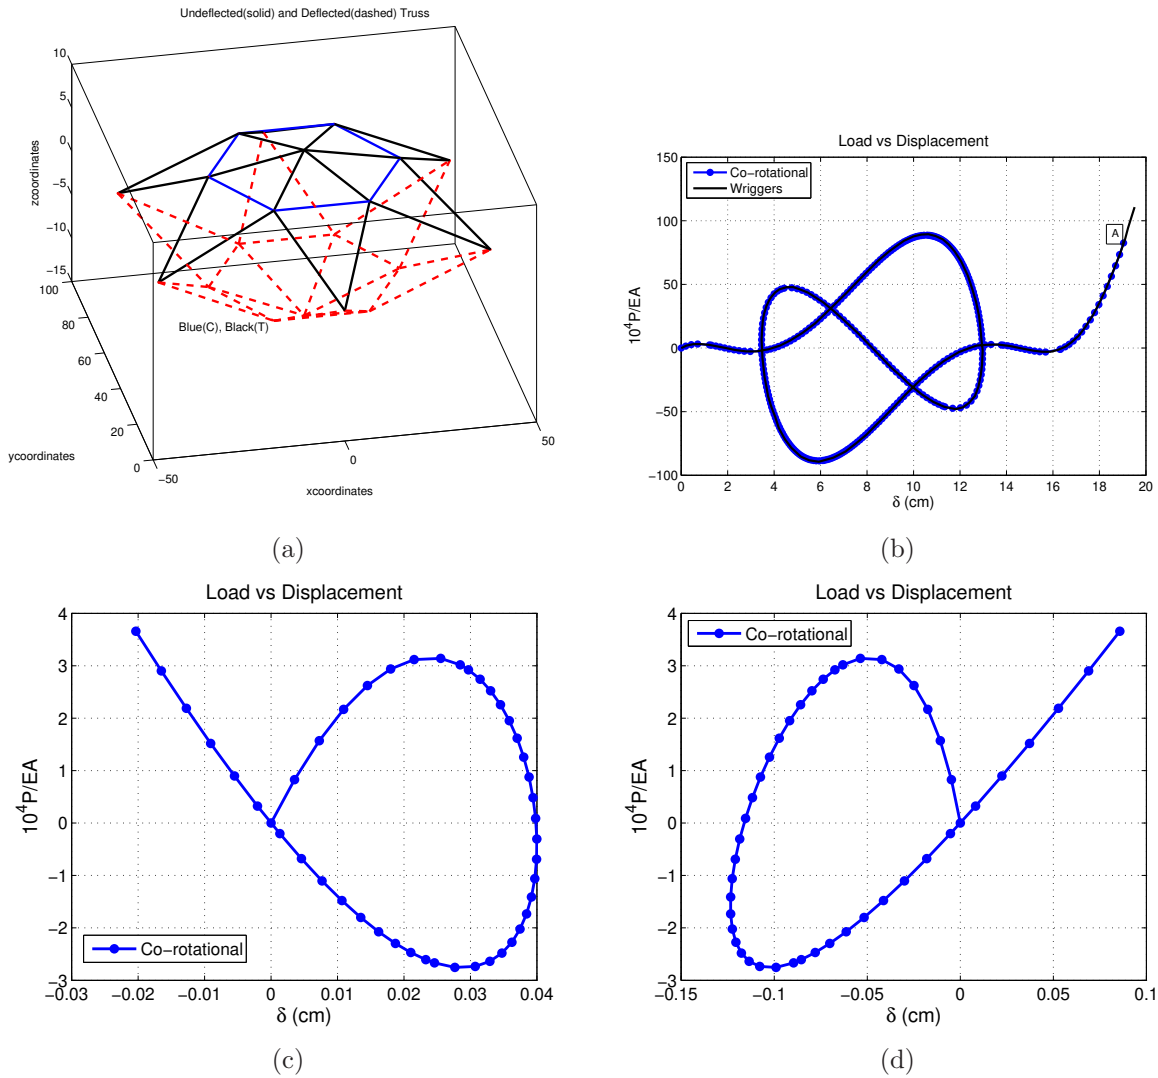 Undeflected(solid) and Deflected(dashed) Truss
10
5
0
−5
−10
−15
zcoordinates
100
80
60
40
20
0
ycoordinates
−50
0
50
xcoordinates
Blue(C), Black(T)
(a)
Load vs Displacement
Co−rotational
Wriggers
A
150
100
50
0
−50
−100
10⁴P/EA
0 2 4 6 8 10 12 14 16 18 20
δ (cm)
(b)
Load vs Displacement
4
3
2
1
0
−1
−2
−3
10⁴P/EA
Co−rotational
−0.03 −0.02 −0.01 0 0.01 0.02 0.03 0.04
δ (cm)
(c)
Load vs Displacement
Co−rotational
4
3
2
1
0
−1
−2
−3
10⁴P/EA
−0.15 −0.1 −0.05 0 0.05 0.1
δ (cm)
(d)